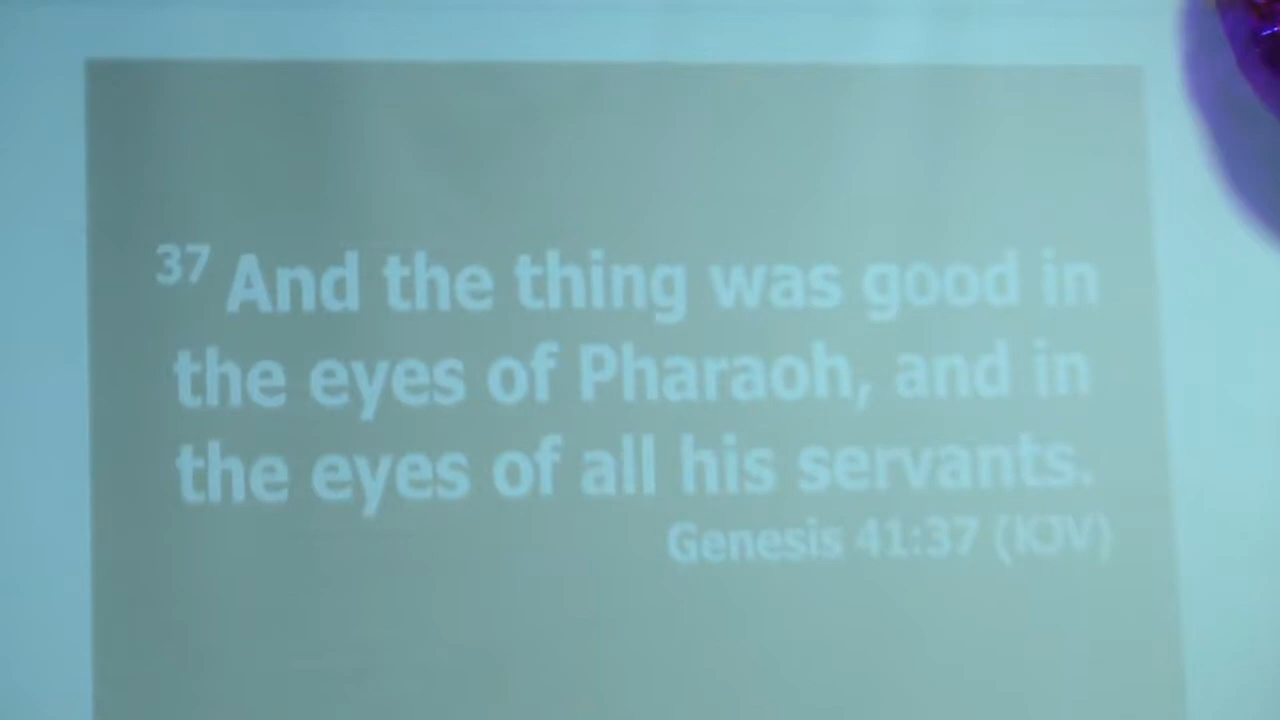 37 And the thing was good in
the eyes of Pharaoh, and in
the eyes of all his servants.
Genesis 41:37 (KJV)